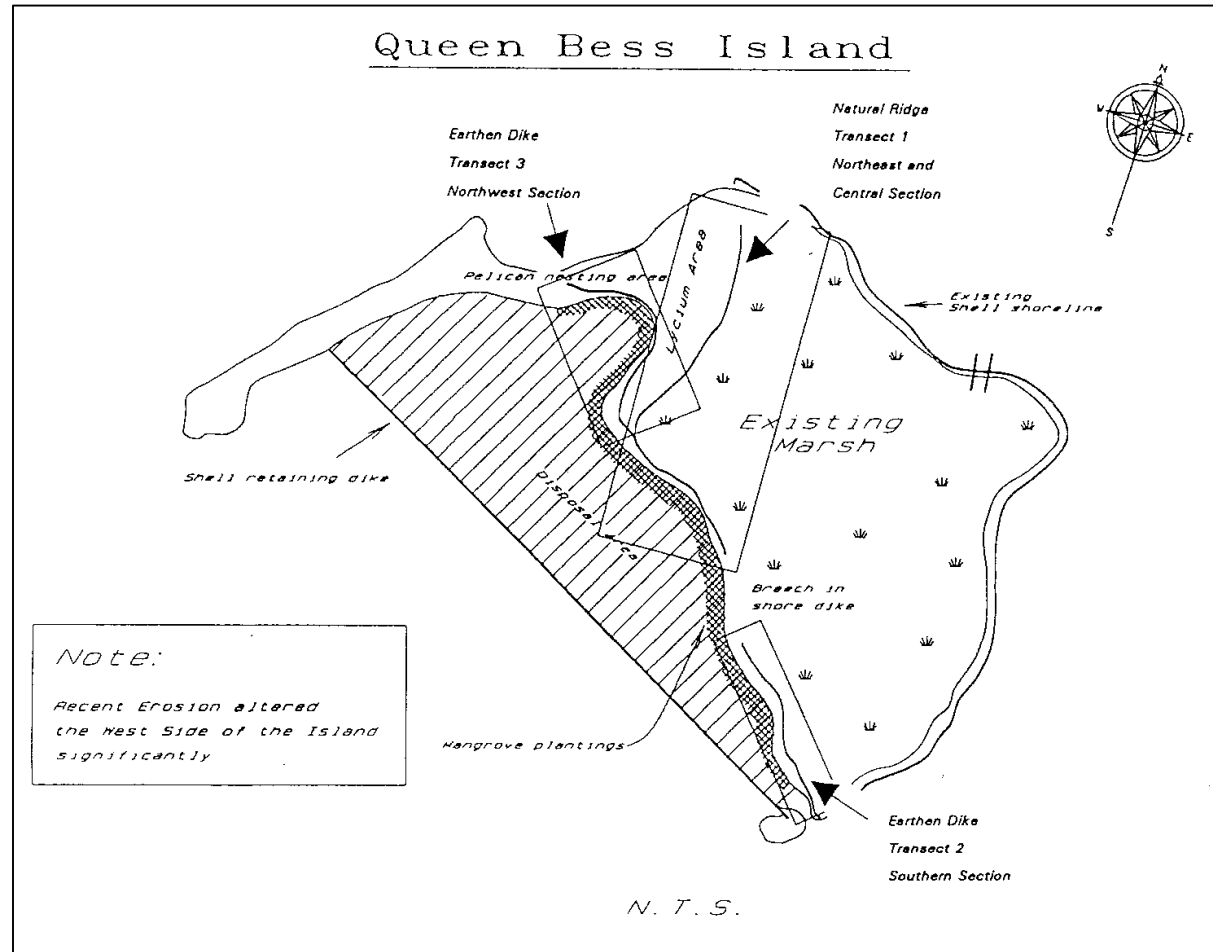 Queen Bess Island
N
W
E
S
Natural Ridge
Transect 1
Northeast and
Central Section
Earthen Dike
Transect 3
Northwest Section
Pelican nesting area
Lycium Area
Existing
Shell shoreline
Existing
Marsh
Shell retaining dike
Disposal Area
Breech in
shore dike
Note:
Recent Erosion altered
the West Side of the Island
significantly
Mangrove plantings
Earthen Dike
Transect 2
Southern Section
N.T.S.